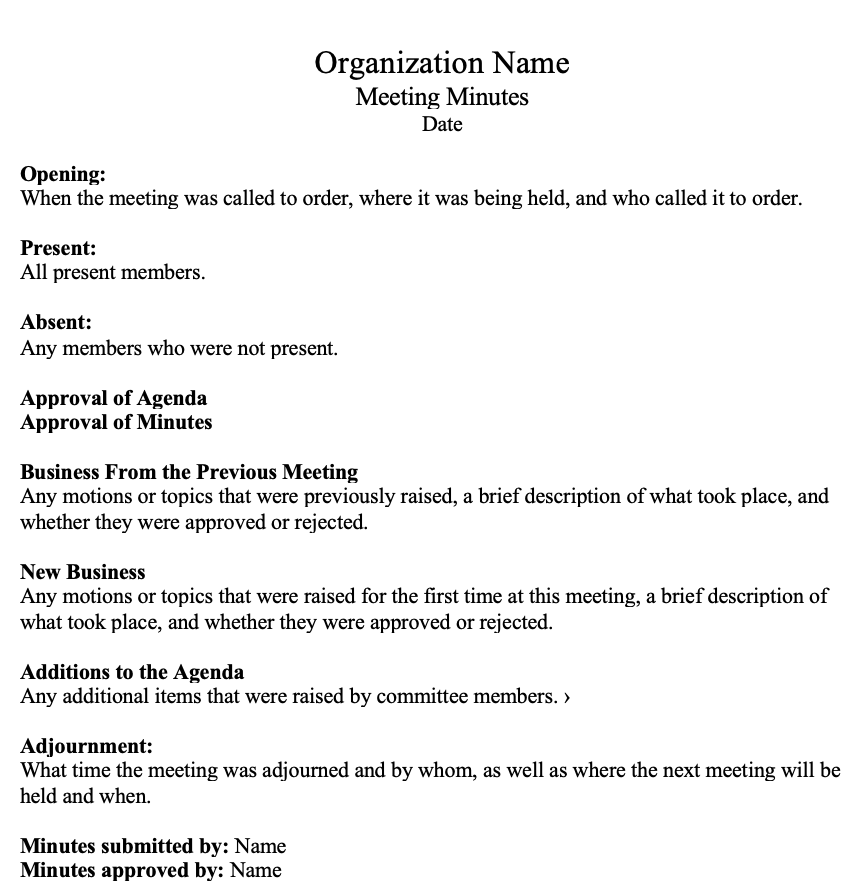 Organization Name
Meeting Minutes
Date
Opening:
When the meeting was called to order, where it was being held, and who called it to order.
Present:
All present members.
Absent:
Any members who were not present.
Approval of Agenda
Approval of Minutes
Business From the Previous Meeting
Any motions or topics that were previously raised, a brief description of what took place, and
whether they were approved or rejected.
New Business
Any motions or topics that were raised for the first time at this meeting, a brief description of
what took place, and whether they were approved or rejected.
Additions to the Agenda
Any additional items that were raised by committee members. ›
Adjournment:
What time the meeting was adjourned and by whom, as well as where the next meeting will be
held and when.
Minutes submitted by: Name
Minutes approved by: Name